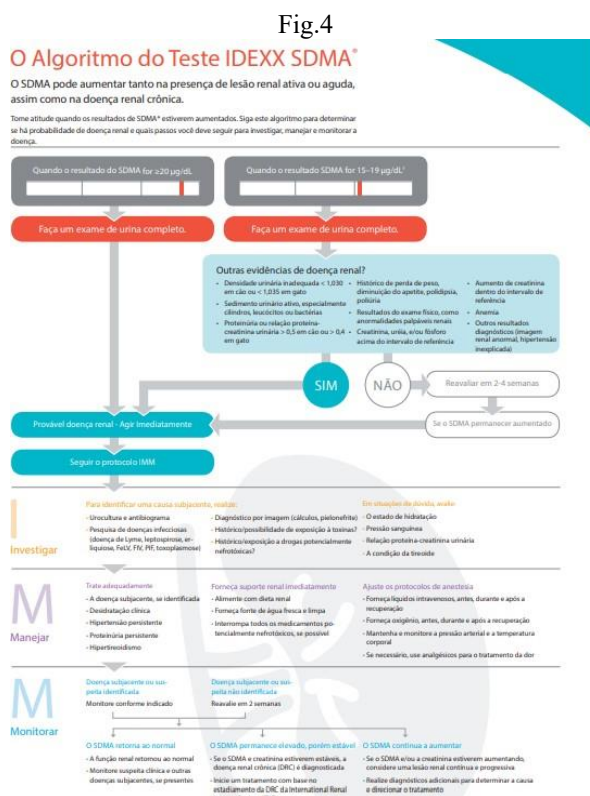 Fig.4
O Algoritmo do Teste IDEXX SDMA®
O SDMA pode aumentar tanto na presença de lesão renal ativa ou aguda,
assim como na doença renal crônica.
Tome atitude quando os resultados de SDMA* estiverem aumentados. Siga este algoritmo para determinar
se há probabilidade de doença renal e quais passos você deve seguir para investigar, manejar e monitorar a
doença.
Quando o resultado do SDMA for ≥20 µg/dL
Quando o resultado SDMA for 15–19 µg/dL¹
Faça um exame de urina completo.
Faça um exame de urina completo.
Outras evidências de doença renal?
• Densidade urinária inadequada < 1,030
em cão ou < 1,035 em gato
• Sedimento urinário ativo, especialmente
cilindros, leucócitos ou bactérias
• Proteinúria ou relação proteína-
creatinina urinária > 0,5 em cão ou > 0,4
em gato
• Histórico de perda de peso,
diminuição do apetite, polidipsia,
poliúria
• Resultados do exame físico, como
anormalidades palpáveis renais
• Creatinina, uréia, e/ou fósforo
acima do intervalo de referência
• Aumento de creatinina
dentro do intervalo de
referência
• Anemia
• Outros resultados
diagnósticos (imagem
renal anormal, hipertensão
inexplicada)
SIM
NÃO
Reavaliar em 2-4 semanas
Provável doença renal - Agir Imediatamente
Se o SDMA permanecer aumentado
Seguir o protocolo IMM
I
Investigar
Para identificar uma causa subjacente, realizar:
- Urocultura e antibiograma
- Pesquisa de doenças infecciosas
(doença de Lyme, leptospirose, er-
liquiose, FeLV, FIV, PIF, toxoplasmose)
- Diagnóstico por imagem (cálculos, pielonefrite)
- Histórico/possibilidade de exposição à toxinas?
- Histórico/exposição a drogas potencialmente
nefrotóxicas?
Em situações de dúvida, avalie:
- O estado de hidratação
- Pressão sanguínea
- Relação proteína-creatinina urinária
- A condição da tireoide
M
Manejar
Trate adequadamente
- A doença subjacente, se identificada
- Desidratação clínica
- Hipertensão persistente
- Proteinúria persistente
- Hipertireoidismo
Forneça suporte renal imediatamente
- Alimente com dieta renal
- Forneça fonte de água fresca e limpa
- Interrompa todos os medicamentos po-
tencialmente nefrotóxicos, se possível
Ajuste os protocolos de anestesia
- Forneça líquidos intravenosos, antes, durante e após a
recuperação
- Forneça oxigênio, antes, durante e após a recuperação
- Mantenha e monitore a pressão arterial e a temperatura
corporal
- Se necessário, use analgésicos para o tratamento da dor
M
Monitorar
Doença subjacente ou sus-
peita identificada
Monitore conforme indicado
Doença subjacente ou sus-
peita não identificada
Reavalie em 2 semanas
O SDMA retorna ao normal
- A função renal retornou ao normal
- Monitore suspeita clínica e outras
doenças subjacentes, se presentes
O SDMA permanece elevado, porém estável
- Se o SDMA e creatinina estiverem estáveis, a
doença renal crônica (DRC) é diagnosticada
- Inicie um tratamento com base no
estadiamento da DRC da International Renal
O SDMA continua a aumentar
- Se o SDMA e/ou a creatinina estiverem aumentando,
considere uma lesão renal contínua e progressiva
- Realize diagnósticos adicionais para determinar a causa
e direcionar o tratamento